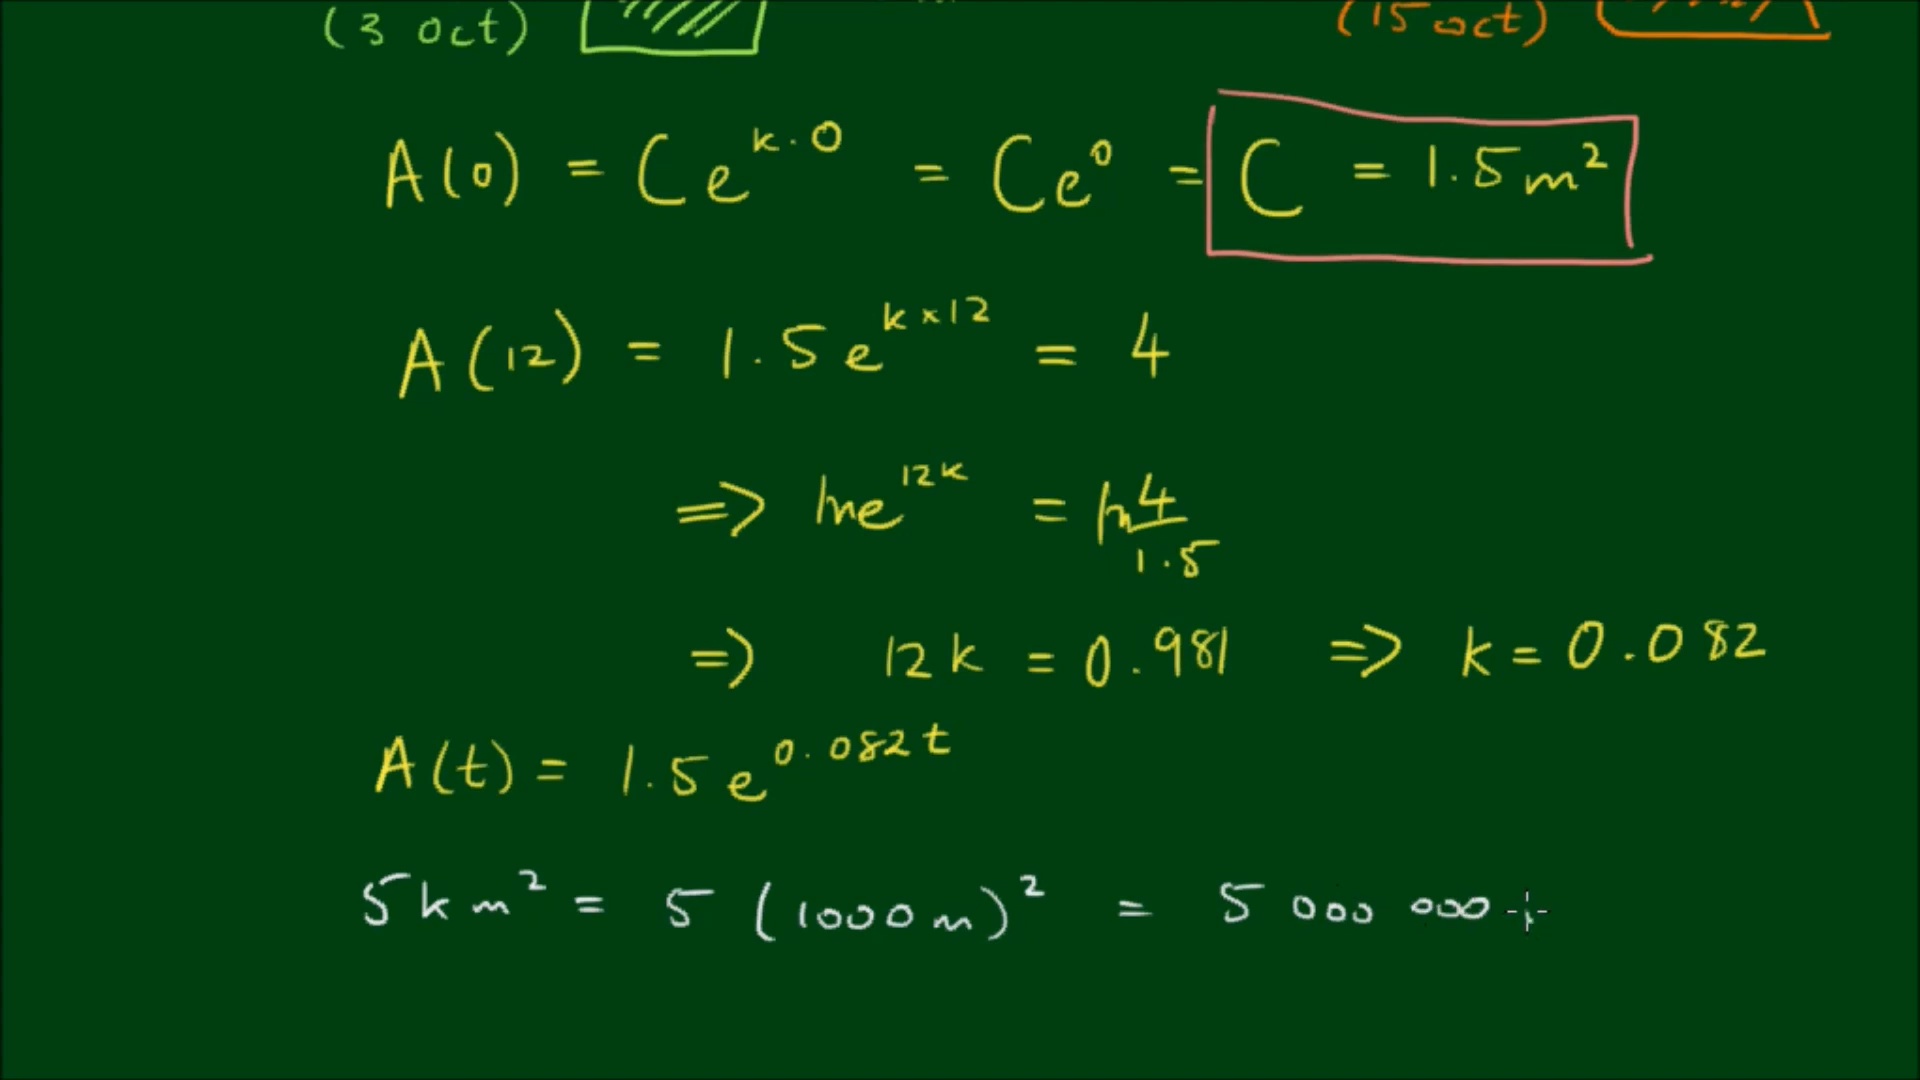 (3 oct) (15 oct)
A(0) = Ce^{k·0} = Ce^0 = C = 1.5m²
A(12) = 1.5e^{k×12} = 4
=> ln e^{12k} = ln 4/1.5
=> 12k = 0.981 => k = 0.082
A(t) = 1.5e^{0.082t}
5km² = 5(1000m)² = 5 000 000